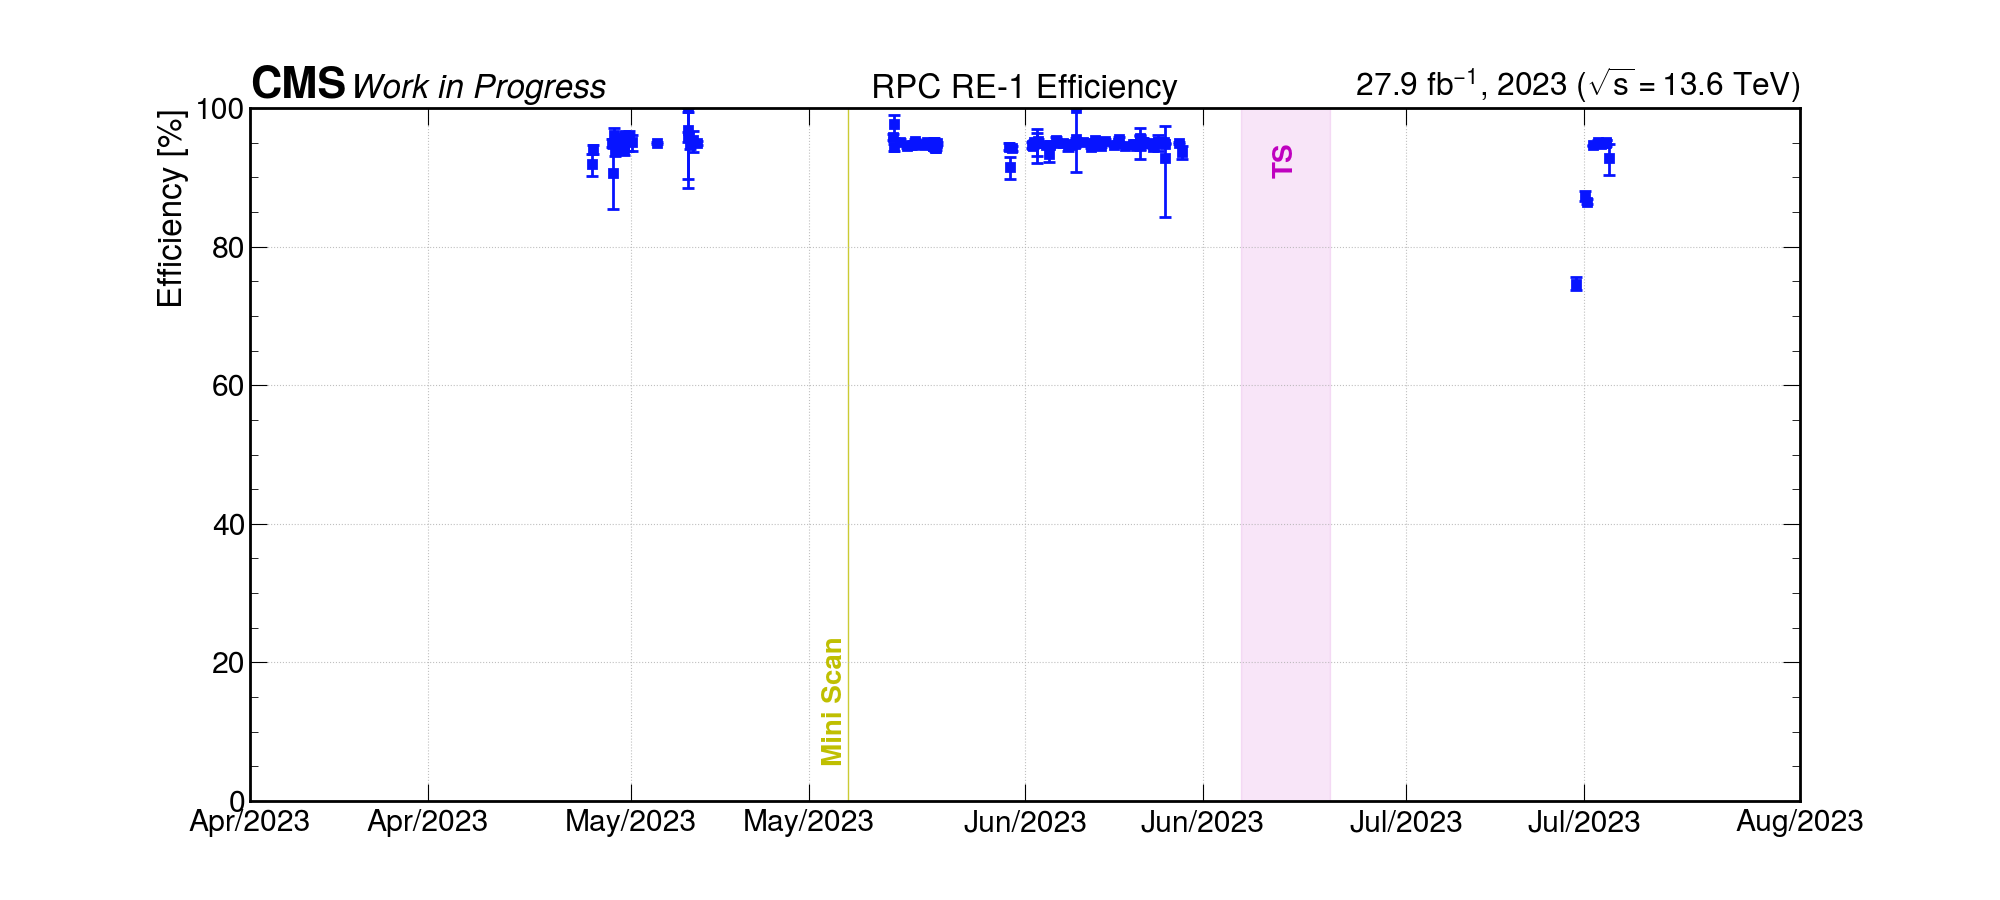 CMS Work in Progress RPC RE-1 Efficiency 27.9 fb⁻¹, 2023 (√s = 13.6 TeV)
Efficiency [%]
100
80
60
40
20
0
TS
Mini Scan
Apr/2023 Apr/2023 May/2023 May/2023 Jun/2023 Jun/2023 Jul/2023 Jul/2023 Aug/2023